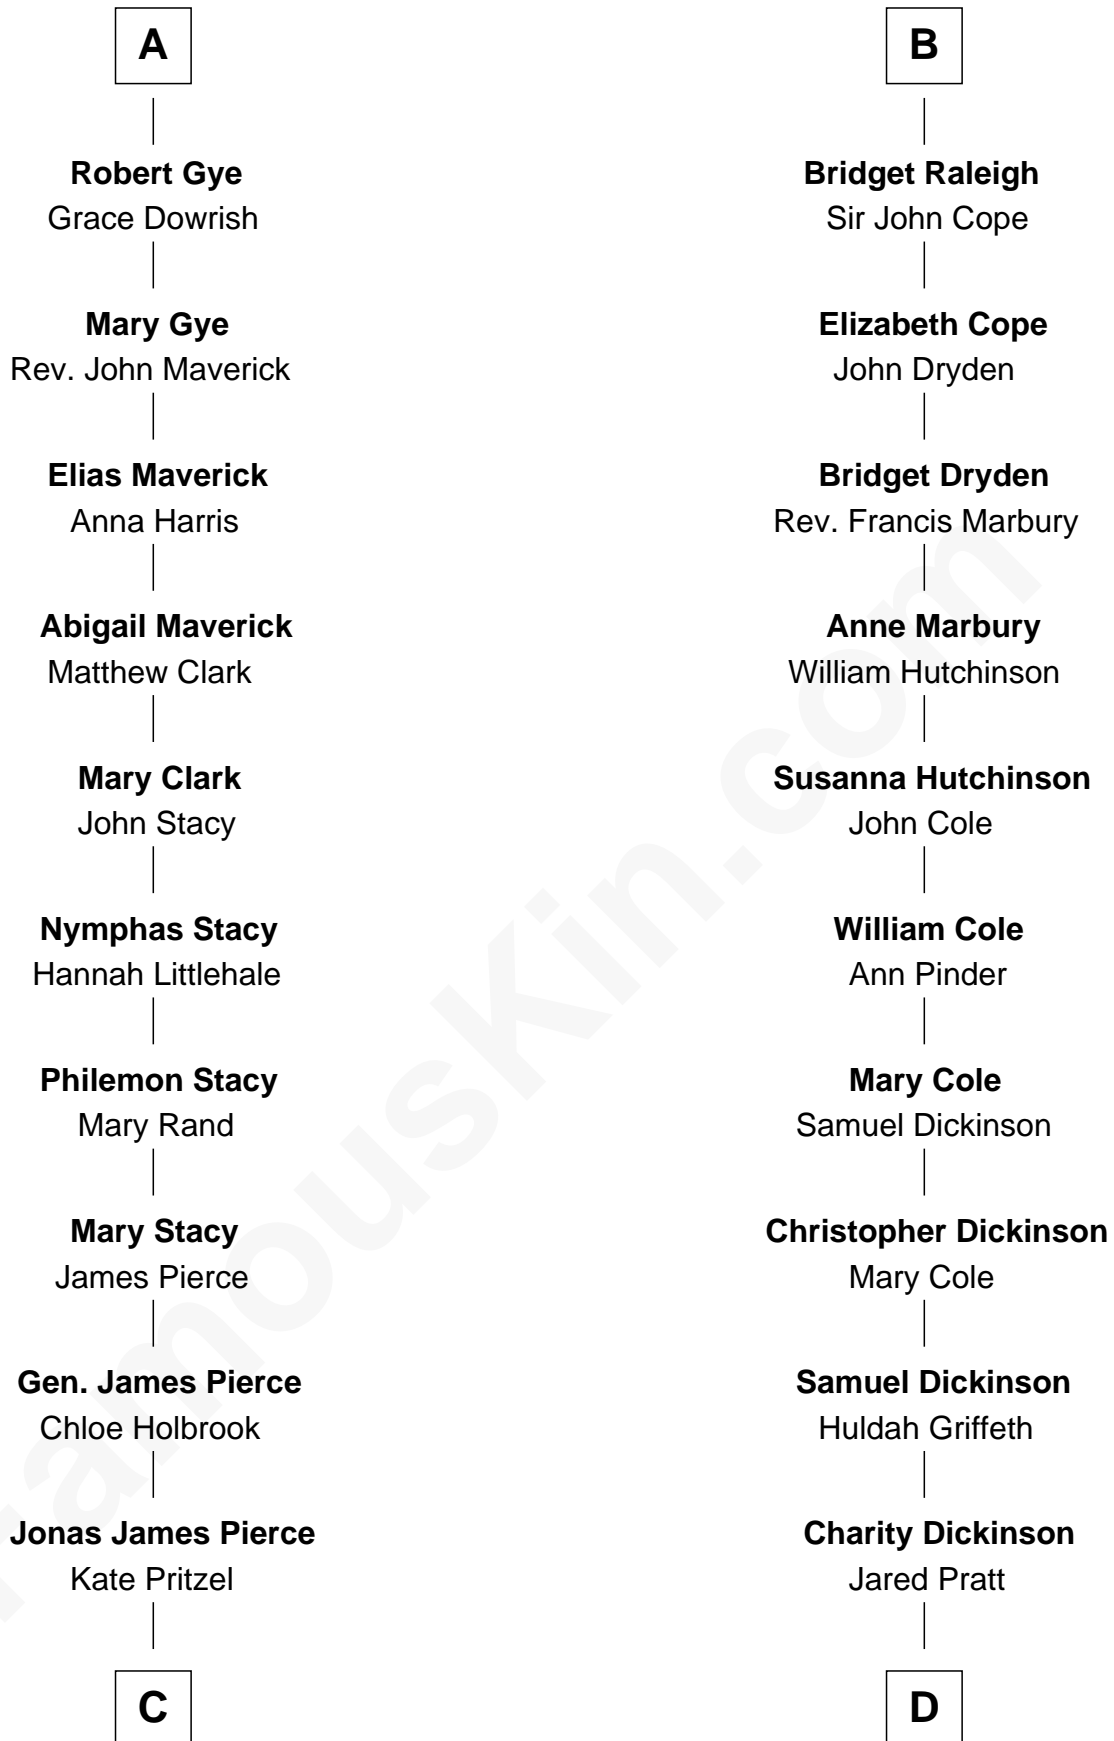 A
Robert Gye
Grace Dowrish
Mary Gye
Rev. John Maverick
Elias Maverick
Anna Harris
Abigail Maverick
Matthew Clark
Mary Clark
John Stacy
Nymphas Stacy
Hannah Littlehale
Philemon Stacy
Mary Rand
Mary Stacy
James Pierce
Gen. James Pierce
Chloe Holbrook
Jonas James Pierce
Kate Pritzel
C
B
Bridget Raleigh
Sir John Cope
Elizabeth Cope
John Dryden
Bridget Dryden
Rev. Francis Marbury
Anne Marbury
William Hutchinson
Susanna Hutchinson
John Cole
William Cole
Ann Pinder
Mary Cole
Samuel Dickinson
Christopher Dickinson
Mary Cole
Samuel Dickinson
Huldah Griffeth
Charity Dickinson
Jared Pratt
D
FamousKin.com